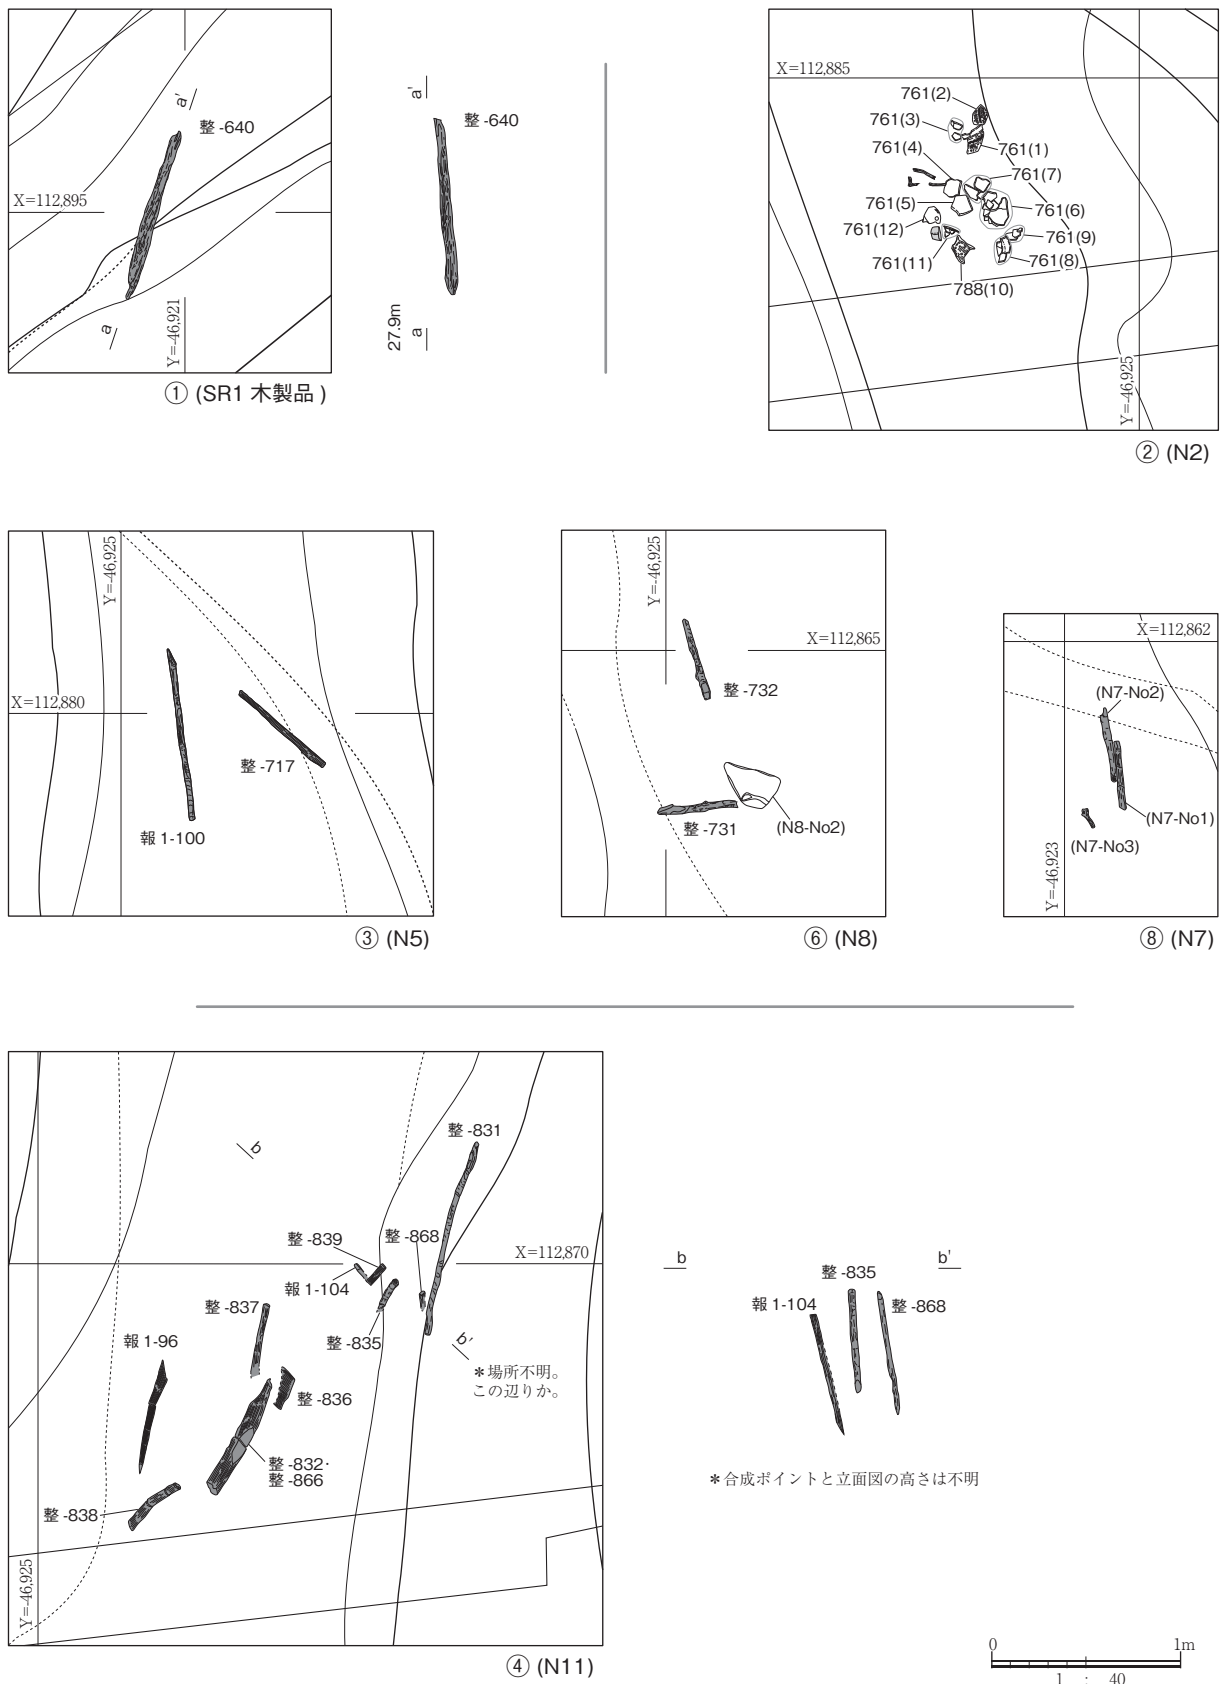 a'
整 -640
X=112,895
a
Y=-46,921
① (SR1 木製品 )
a'
整 -640
27.9m
a
X=112,885
761(2)
761(3)
761(1)
761(4)
761(7)
761(5)
761(6)
761(12)
761(9)
761(11)
761(8)
788(10)
Y=-46,925
② (N2)
Y=-46,925
X=112,880
整 -717
報 1-100
③ (N5)
Y=-46,925
X=112,865
整 -732
整 -731
(N8-No2)
⑥ (N8)
X=112,862
(N7-No2)
(N7-No1)
(N7-No3)
Y=-46,923
⑧ (N7)
b
整 -831
整 -839
整 -868
X=112,870
報 1-104
整 -837
整 -835
報 1-96
b'
＊場所不明。
この辺りか。
整 -836
整 -832·
整 -866
整 -838
Y=-46,925
④ (N11)
b
b'
整 -835
報 1-104
整 -868
＊合成ポイントと立面図の高さは不明
0 1m
1 : 40